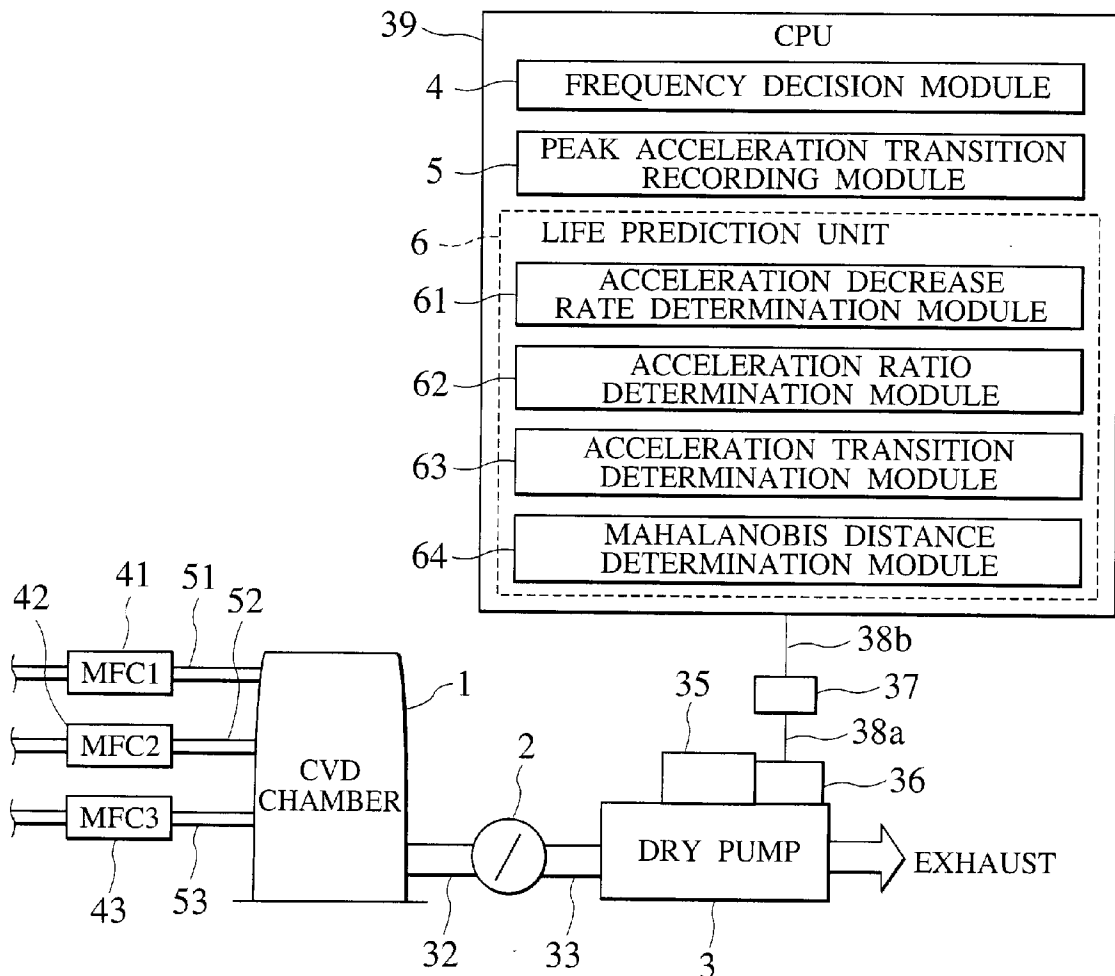 39
CPU
4
FREQUENCY DECISION MODULE
5
PEAK ACCELERATION TRANSITION
RECORDING MODULE
6
LIFE PREDICTION UNIT
61
ACCELERATION DECREASE
RATE DETERMINATION MODULE
62
ACCELERATION RATIO
DETERMINATION MODULE
63
ACCELERATION TRANSITION
DETERMINATION MODULE
64
MAHALANOBIS DISTANCE
DETERMINATION MODULE
42
41
51
52
MFC1
MFC2
MFC3
43
53
1
CVD
CHAMBER
2
32
33
35
38b
37
38a
36
DRY PUMP
3
EXHAUST